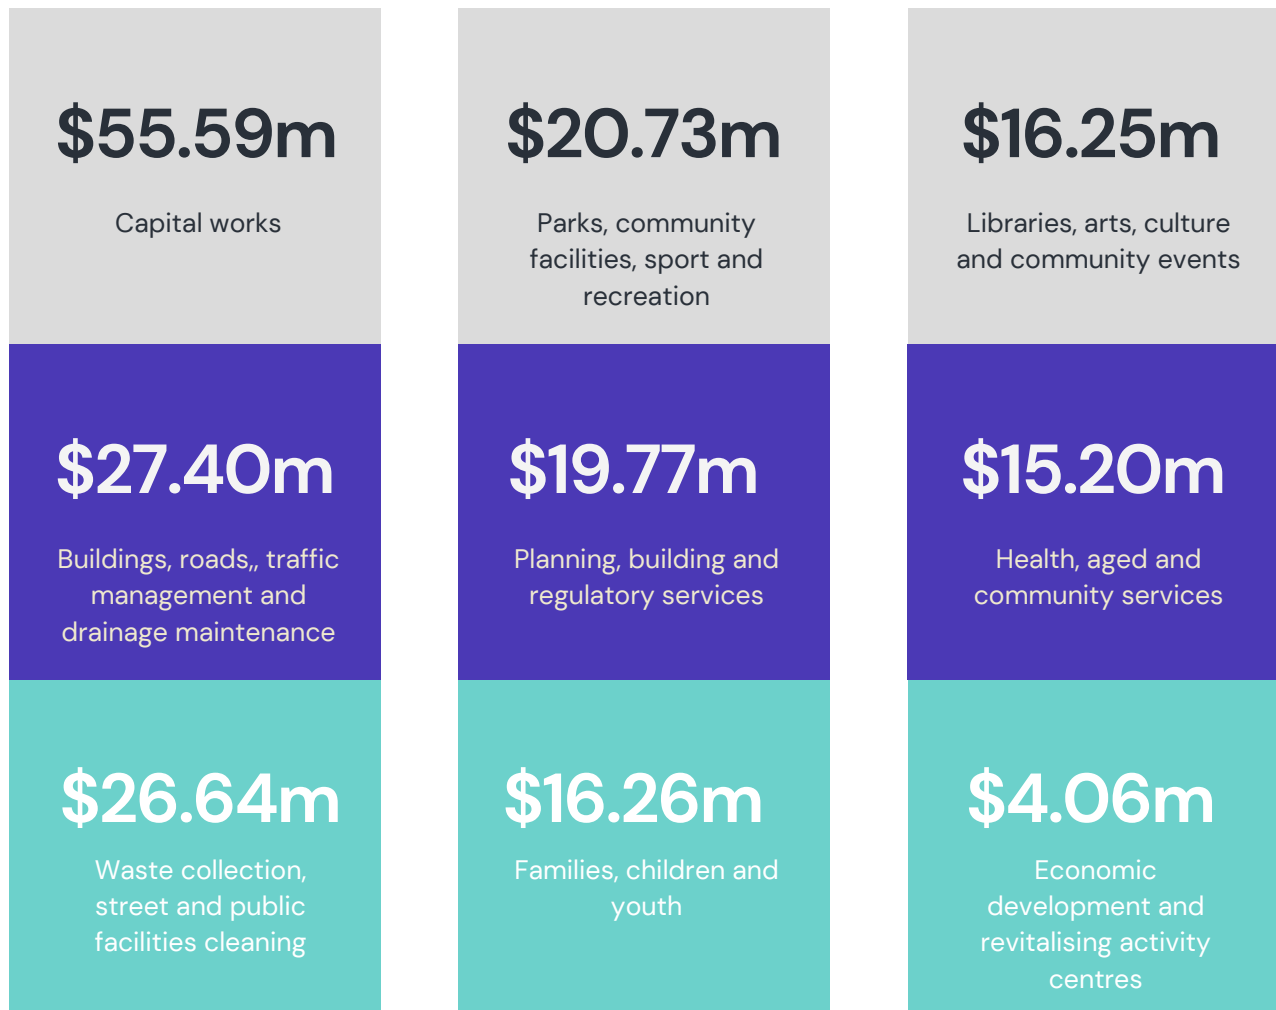 $55.59m
Capital works
$20.73m
Parks, community
facilities, sport and
recreation
$16.25m
Libraries, arts, culture
and community events
$27.40m
Buildings, roads,, traffic
management and
drainage maintenance
$19.77m
Planning, building and
regulatory services
$15.20m
Health, aged and
community services
$26.64m
Waste collection,
street and public
facilities cleaning
$16.26m
Families, children and
youth
$4.06m
Economic
development and
revitalising activity
centres